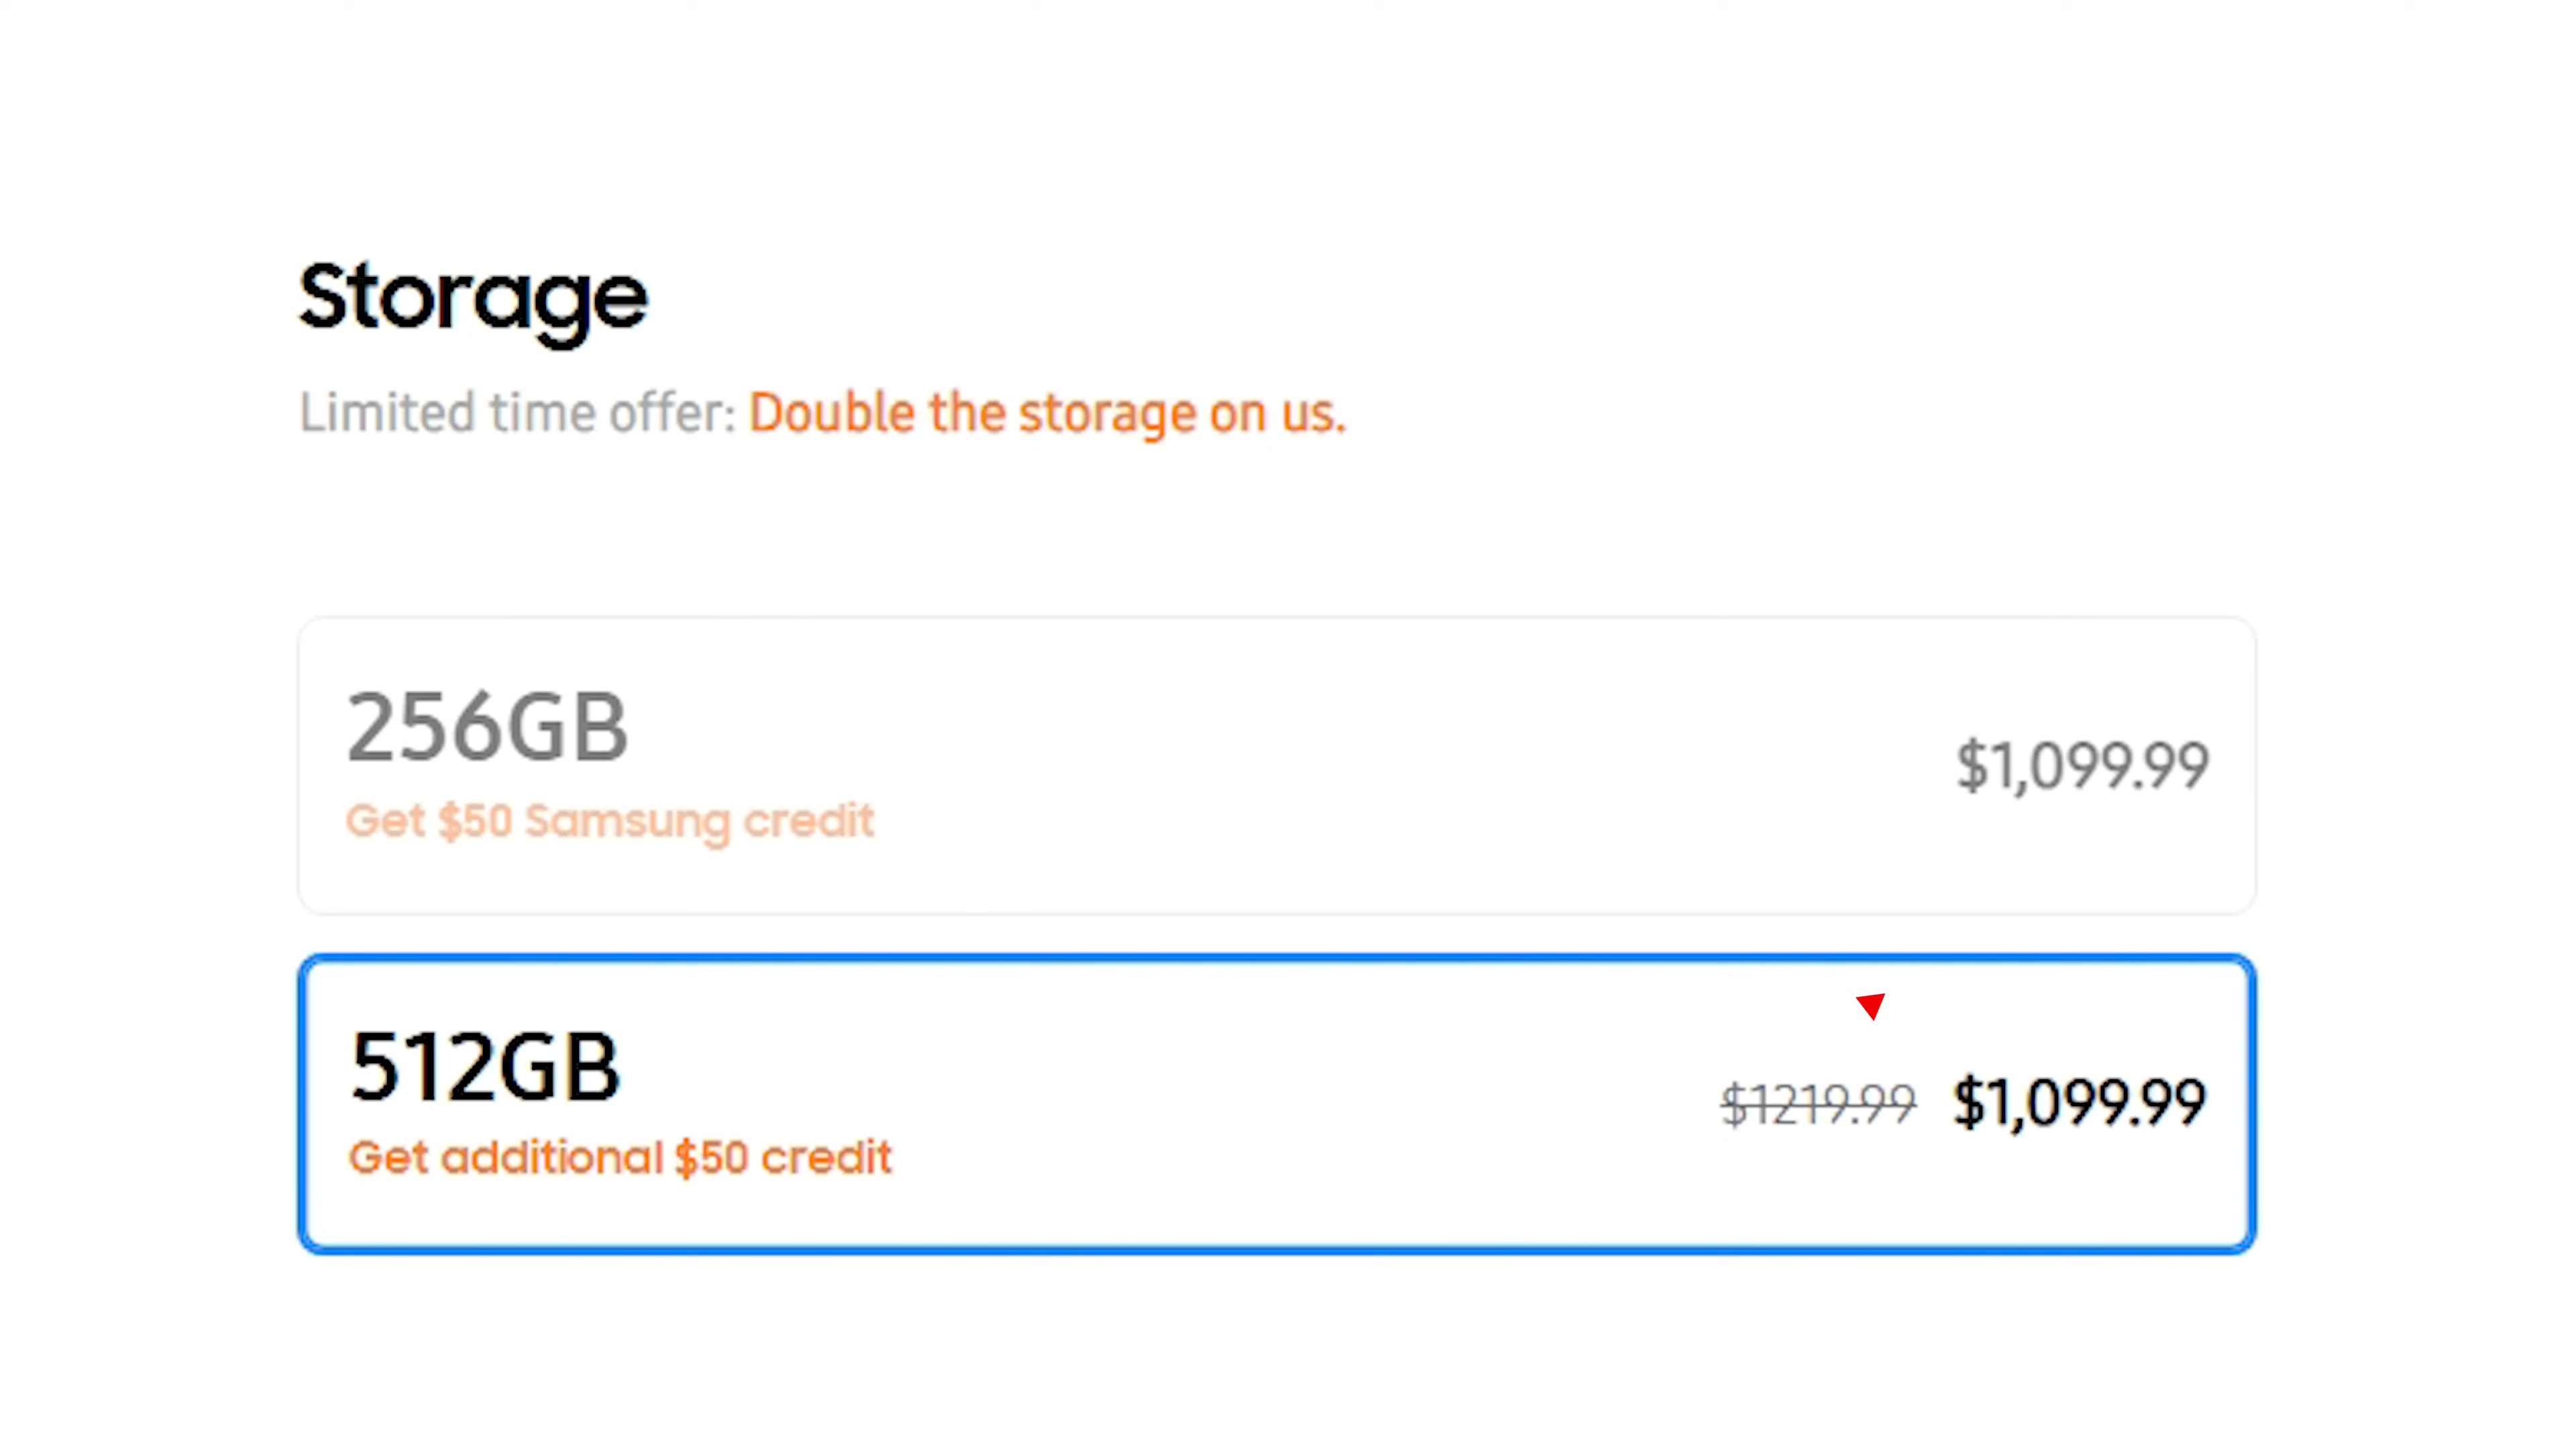 Storage
Limited time offer: Double the storage on us.
256GB
$1,099.99
Get $50 Samsung credit
512GB
$1219.99 $1,099.99
Get additional $50 credit